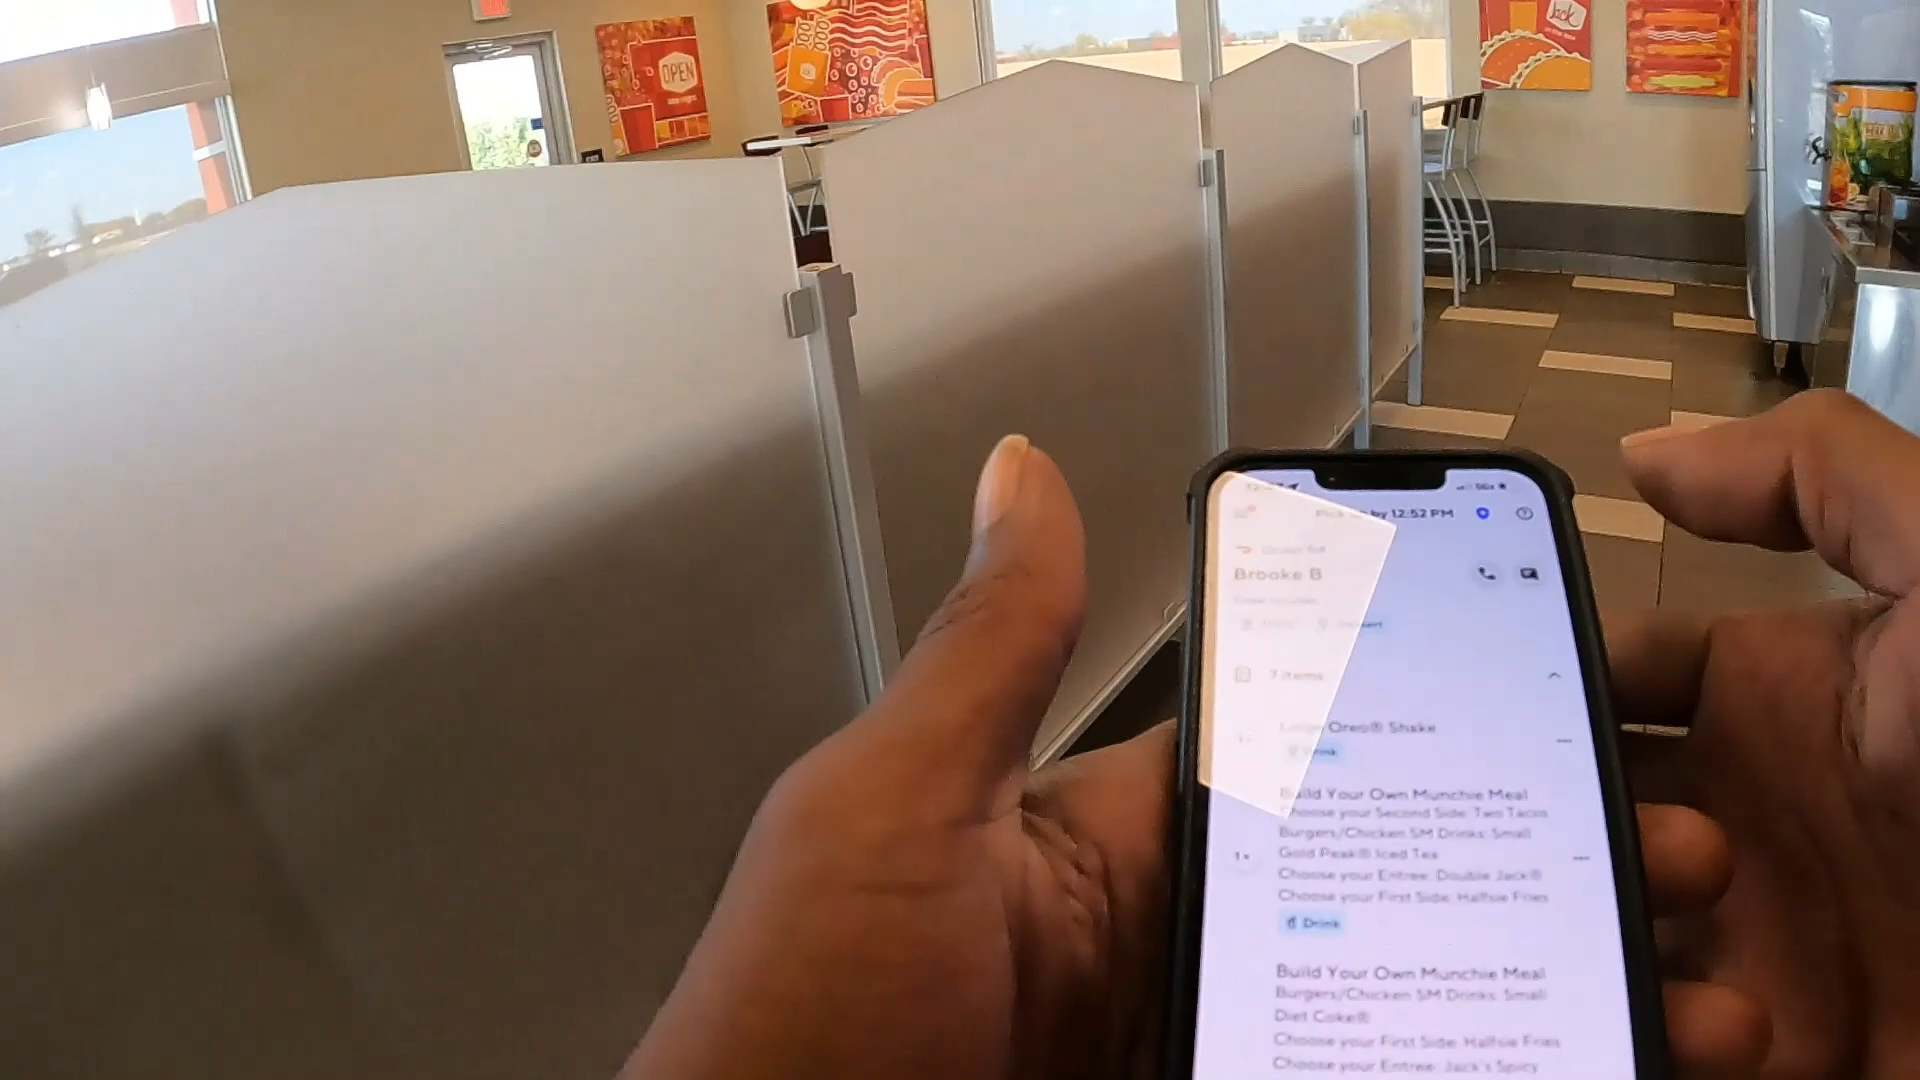 OPEN
Jack
Pick up by 12:52 PM
Brooke B
7 items
Large Oreo® Shake
Drink
Build Your Own Munchie Meal
Choose your Second Side: Two Tacos
Burgers/Chicken SM Drinks: Small
1×
Gold Peak® Iced Tea
Choose your Entree: Double Jack®
Choose your First Side: Halfsie Fries
Drink
Build Your Own Munchie Meal
Burgers/Chicken SM Drinks: Small
Diet Coke®
Choose your First Side: Halfsie Fries
Choose your Entree: Jack's Spicy